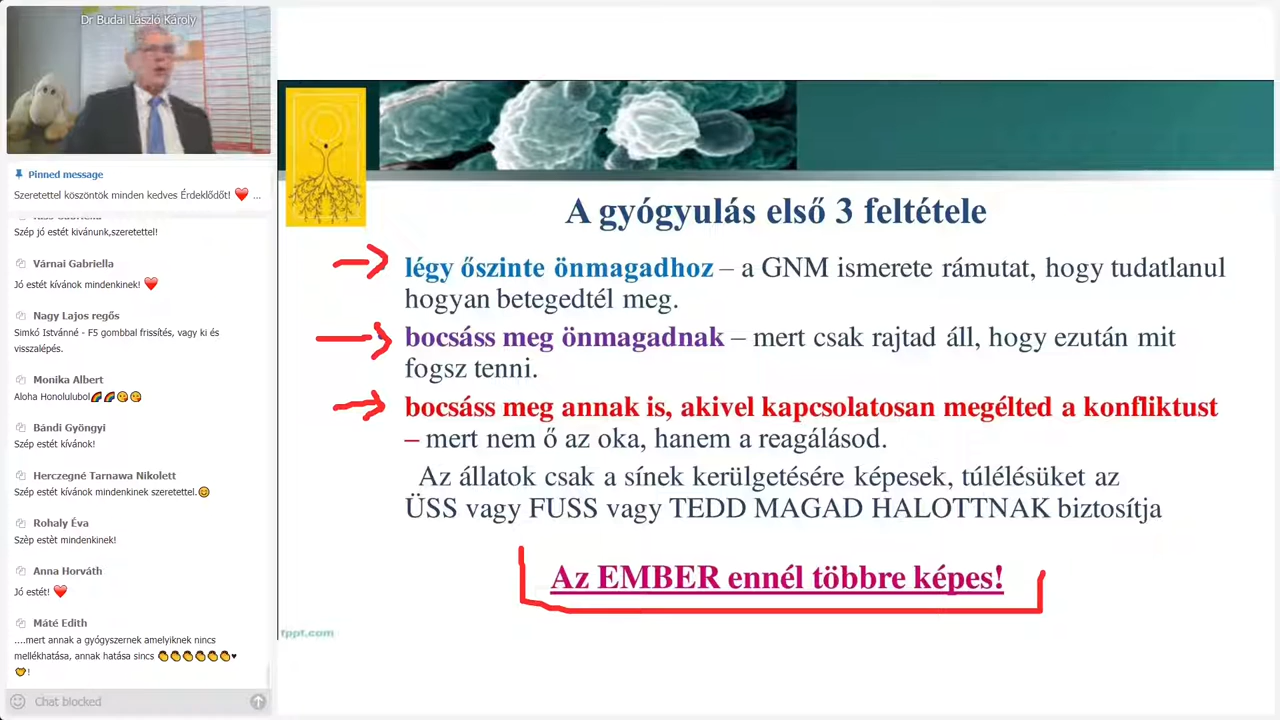 Dr Budai László Károly
Pinned message
Szeretettel köszöntök minden kedves Érdeklődőt! ❤️ ...
Szép jó estét kivánunk,szeretettel!
Várnai Gabriella
Jó estét kívánok mindenkinek! ❤️
Nagy Lajos regős
Simkó Istvánné - F5 gombbal frissítés, vagy ki és
visszalépés.
Monika Albert
Aloha Honolulubol🌈🌈😘😘
Bándi Gyöngyi
Szép estét kívánok!
Herczegné Tarnawa Nikolett
Szép estét kívánok mindenkinek szeretettel.😊
Rohaly Éva
Szèp estèt mindenkinek!
Anna Horváth
Jó estét! ❤️
Máté Edith
....mert annak a gyógyszernek amelyiknek nincs
mellékhatása, annak hatása sincs 👏👏👏👏👏👏♥
!
Chat blocked
A gyógyulás első 3 feltétele
légy őszinte önmagadhoz – a GNM ismerete rámutat, hogy tudatlanul
hogyan betegedtél meg.
bocsáss meg önmagadnak – mert csak rajtad áll, hogy ezután mit
fogsz tenni.
bocsáss meg annak is, akivel kapcsolatosan megélted a konfliktust
– mert nem ő az oka, hanem a reagálásod.
Az állatok csak a sínek kerülgetésére képesek, túlélésüket az
ÜSS vagy FUSS vagy TEDD MAGAD HALOTTNAK biztosítja
Az EMBER ennél többre képes!
fppt.com